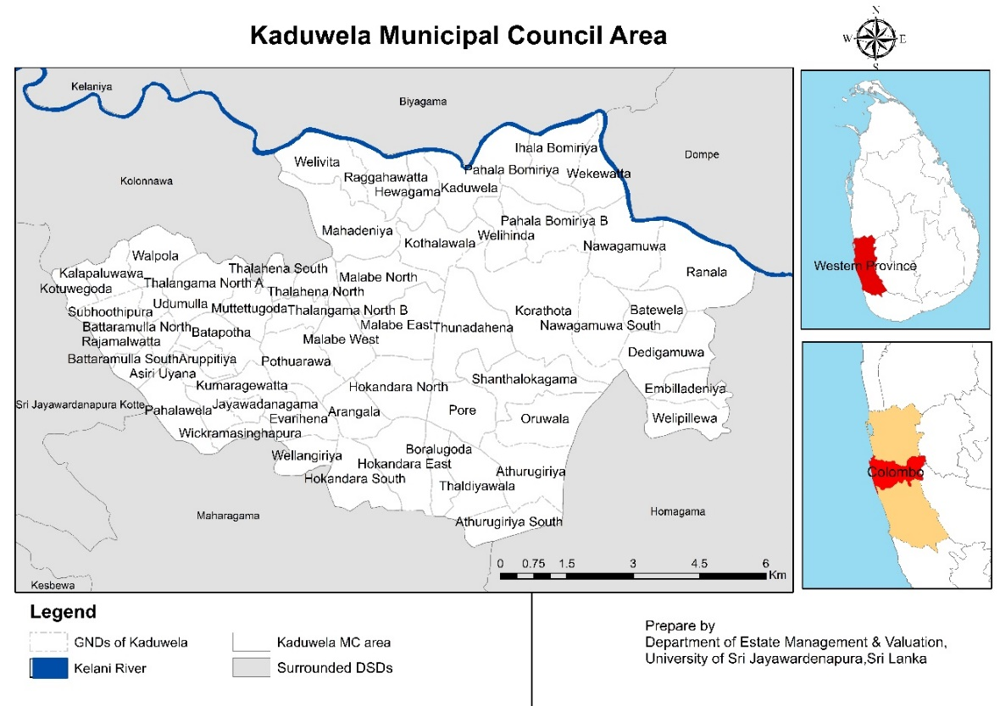 Kaduwela Municipal Council Area
N
W E
S
Kelaniya
Biyagama
Kolonnawa
Dompe
Ihala Bomiriya
Welivita
Pahala Bomiriya
Wekewatta
Raggahawatta
Hewagama
Kaduwela
Pahala Bomiriya B
Mahadeniya
Welihinda
Kothalawala
Nawagamuwa
Walpola
Thalahena South
Ranala
Kalapaluwawa
Malabe North
Thalangama North A
Kotuwegoda
Thalahena North
Udumulla
Muttettugoda
Thalangama North B
Subhoothipura
Korathota
Batewela
Battaramulla North
Malabe East
Thunadahena
Nawagamuwa South
Batapotha
Rajamalwatta
Malabe West
Dedigamuwa
Battaramulla South
Aruppitiya
Pothuarawa
Asiri Uyana
Shanthalokagama
Kumaragewatta
Hokandara North
Embilladeniya
Sri Jayawardanapura Kotte
Jayawadanagama
Pahalawela
Arangala
Pore
Evarihena
Oruwala
Welipillewa
Wickramasinghapura
Boralugoda
Wellangiriya
Hokandara East
Athurugiriya
Hokandara South
Thaldiyawala
Maharagama
Homagama
Athurugiriya South
Kesbewa
0 0.75 1.5 3 4.5 6
Km
Western Province
Colombo
Legend
GNDs of Kaduwela
Kaduwela MC area
Kelani River
Surrounded DSDs
Prepare by
Department of Estate Management & Valuation,
University of Sri Jayawardenapura,Sri Lanka